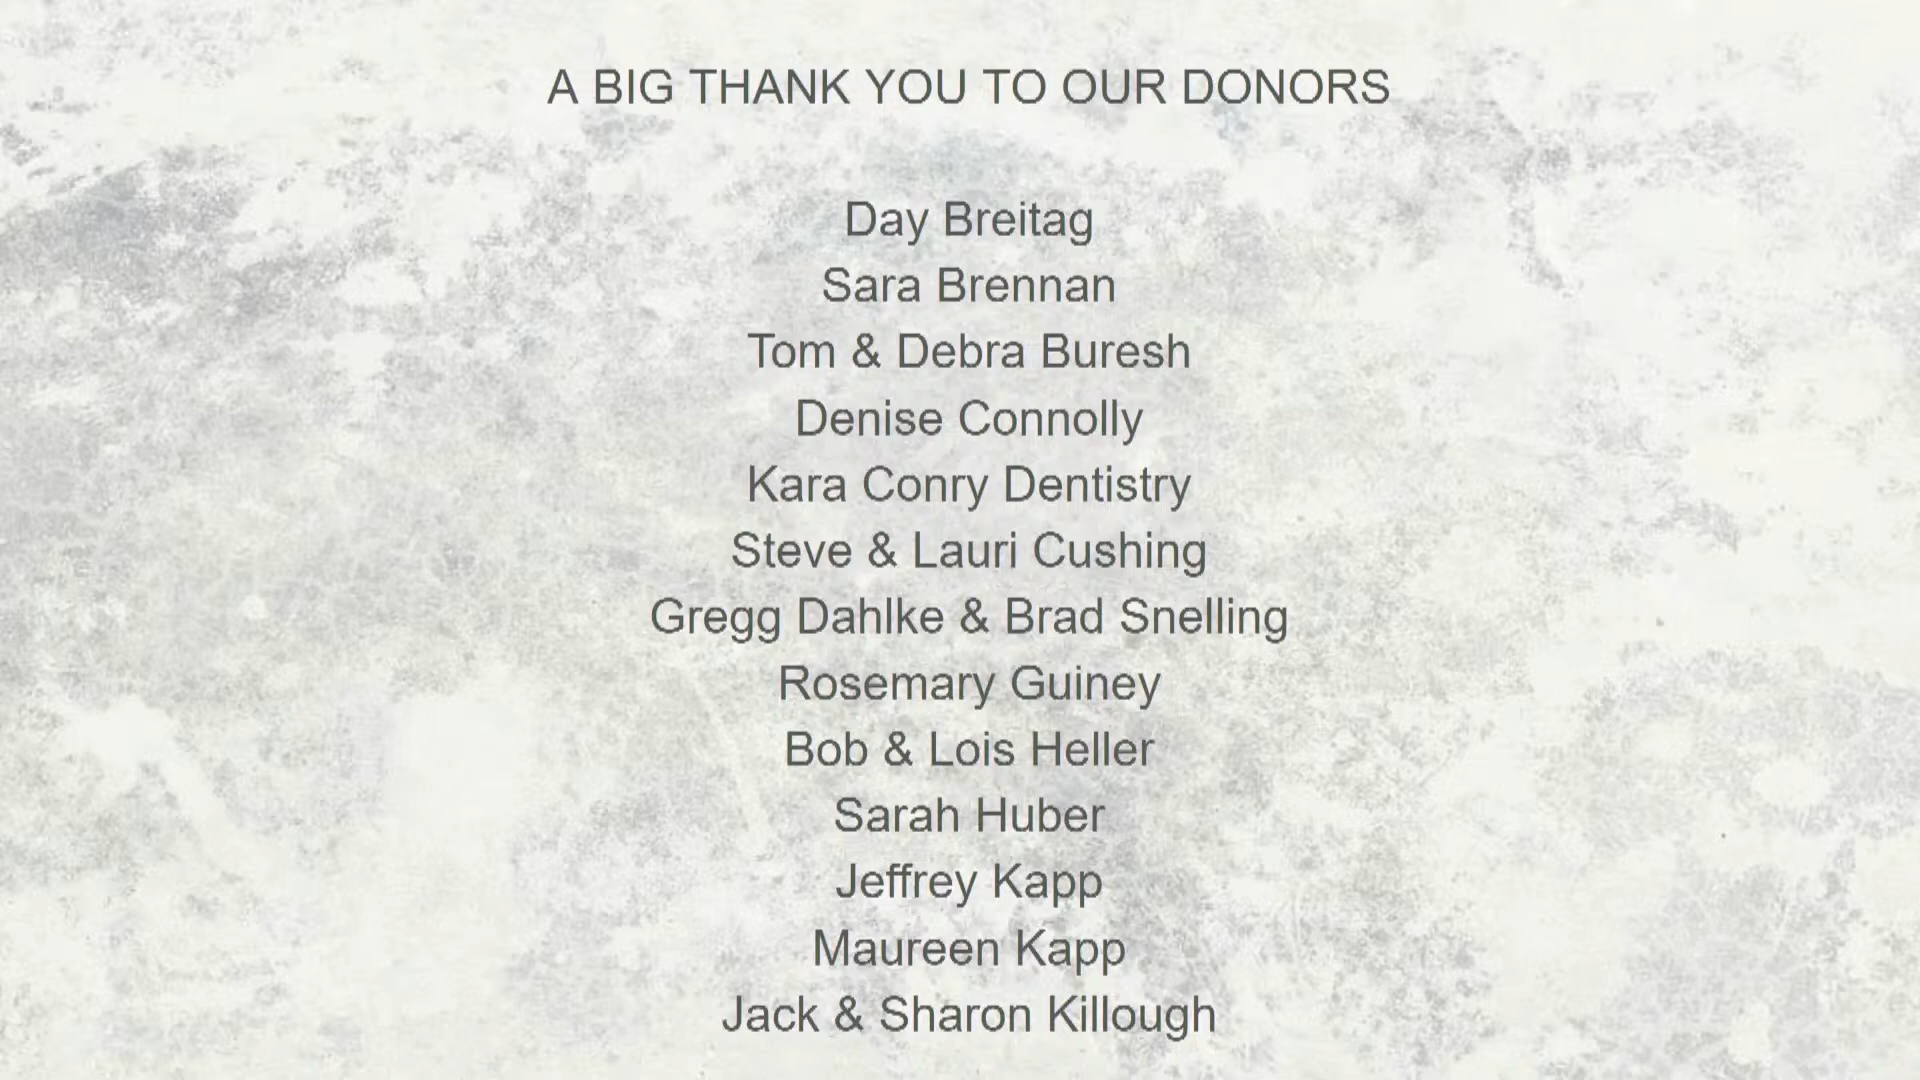 A BIG THANK YOU TO OUR DONORS
Day Breitag
Sara Brennan
Tom & Debra Buresh
Denise Connolly
Kara Conry Dentistry
Steve & Lauri Cushing
Gregg Dahlke & Brad Snelling
Rosemary Guiney
Bob & Lois Heller
Sarah Huber
Jeffrey Kapp
Maureen Kapp
Jack & Sharon Killough